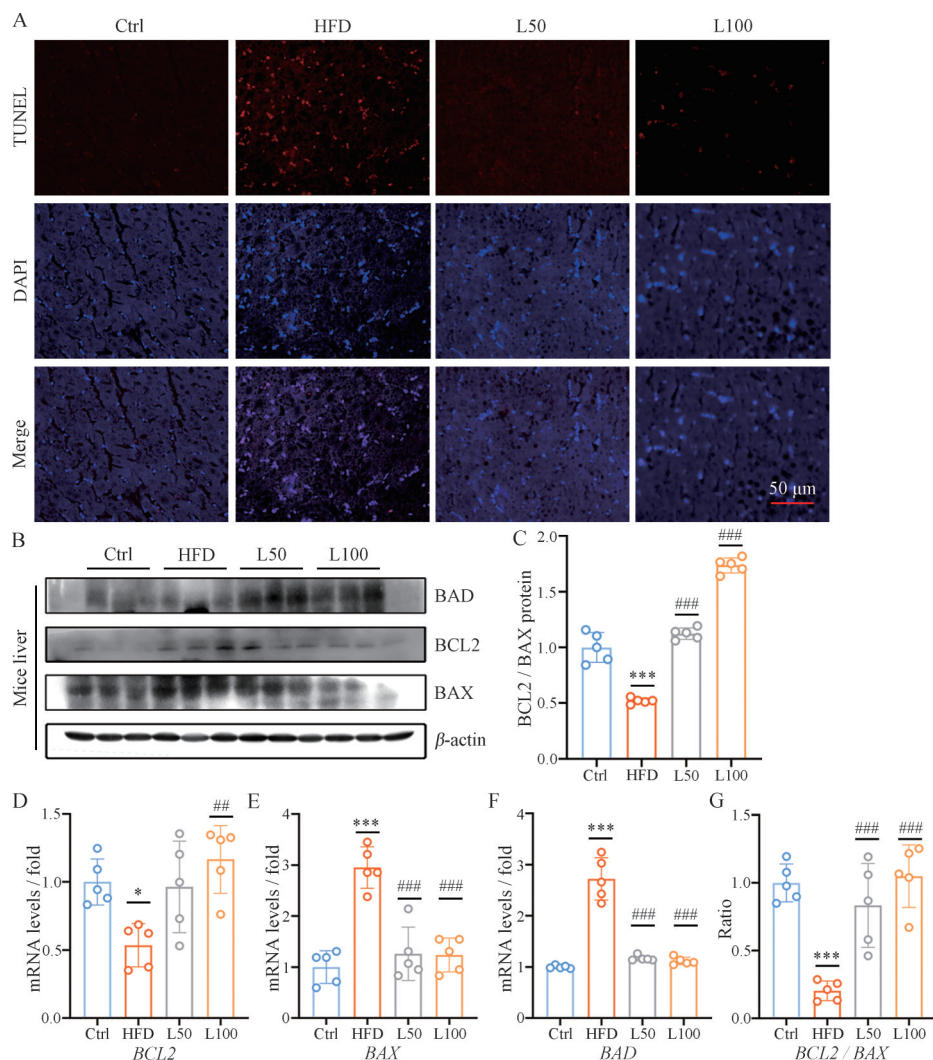 A
Ctrl HFD L50 L100
TUNEL
DAPI
Merge
50 μm
B
Ctrl HFD L50 L100
Mice liver
BAD
BCL2
BAX
β-actin
C
BCL2 / BAX protein
2.0
1.5
1.0
0.5
0.0
***
###
###
Ctrl HFD L50 L100
D
mRNA levels / fold
1.5
1.0
0.5
0.0
*
##
Ctrl HFD L50 L100
BCL2
E
mRNA levels / fold
4
3
2
1
0
***
###
###
Ctrl HFD L50 L100
BAX
F
mRNA levels / fold
4
3
2
1
0
***
###
###
Ctrl HFD L50 L100
BAD
G
Ratio
1.5
1.0
0.5
0.0
***
###
###
Ctrl HFD L50 L100
BCL2 / BAX